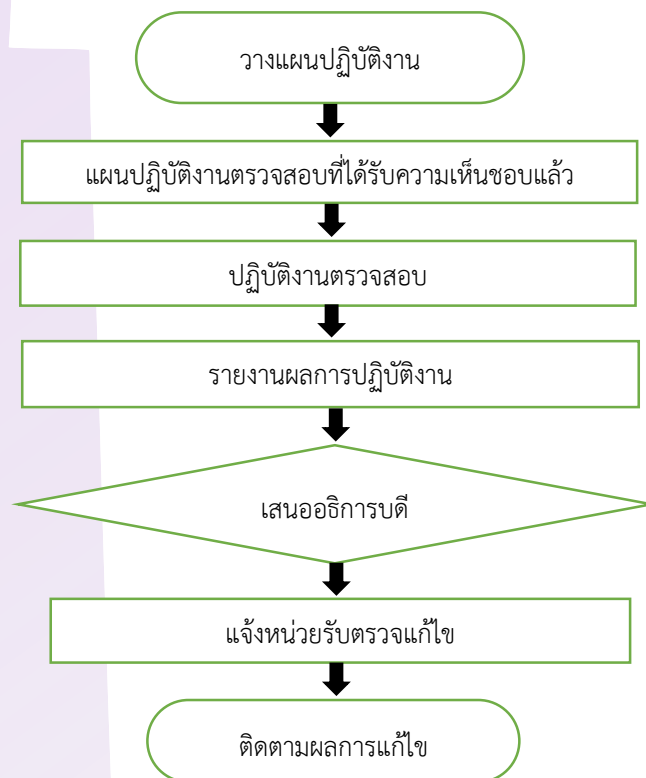 วางแผนปฏิบัติงาน
แผนปฏิบัติงานตรวจสอบที่ได้รับความเห็นชอบแล้ว
ปฏิบัติงานตรวจสอบ
รายงานผลการปฏิบัติงาน
เสนออธิการบดี
แจ้งหน่วยรับตรวจแก้ไข
ติดตามผลการแก้ไข